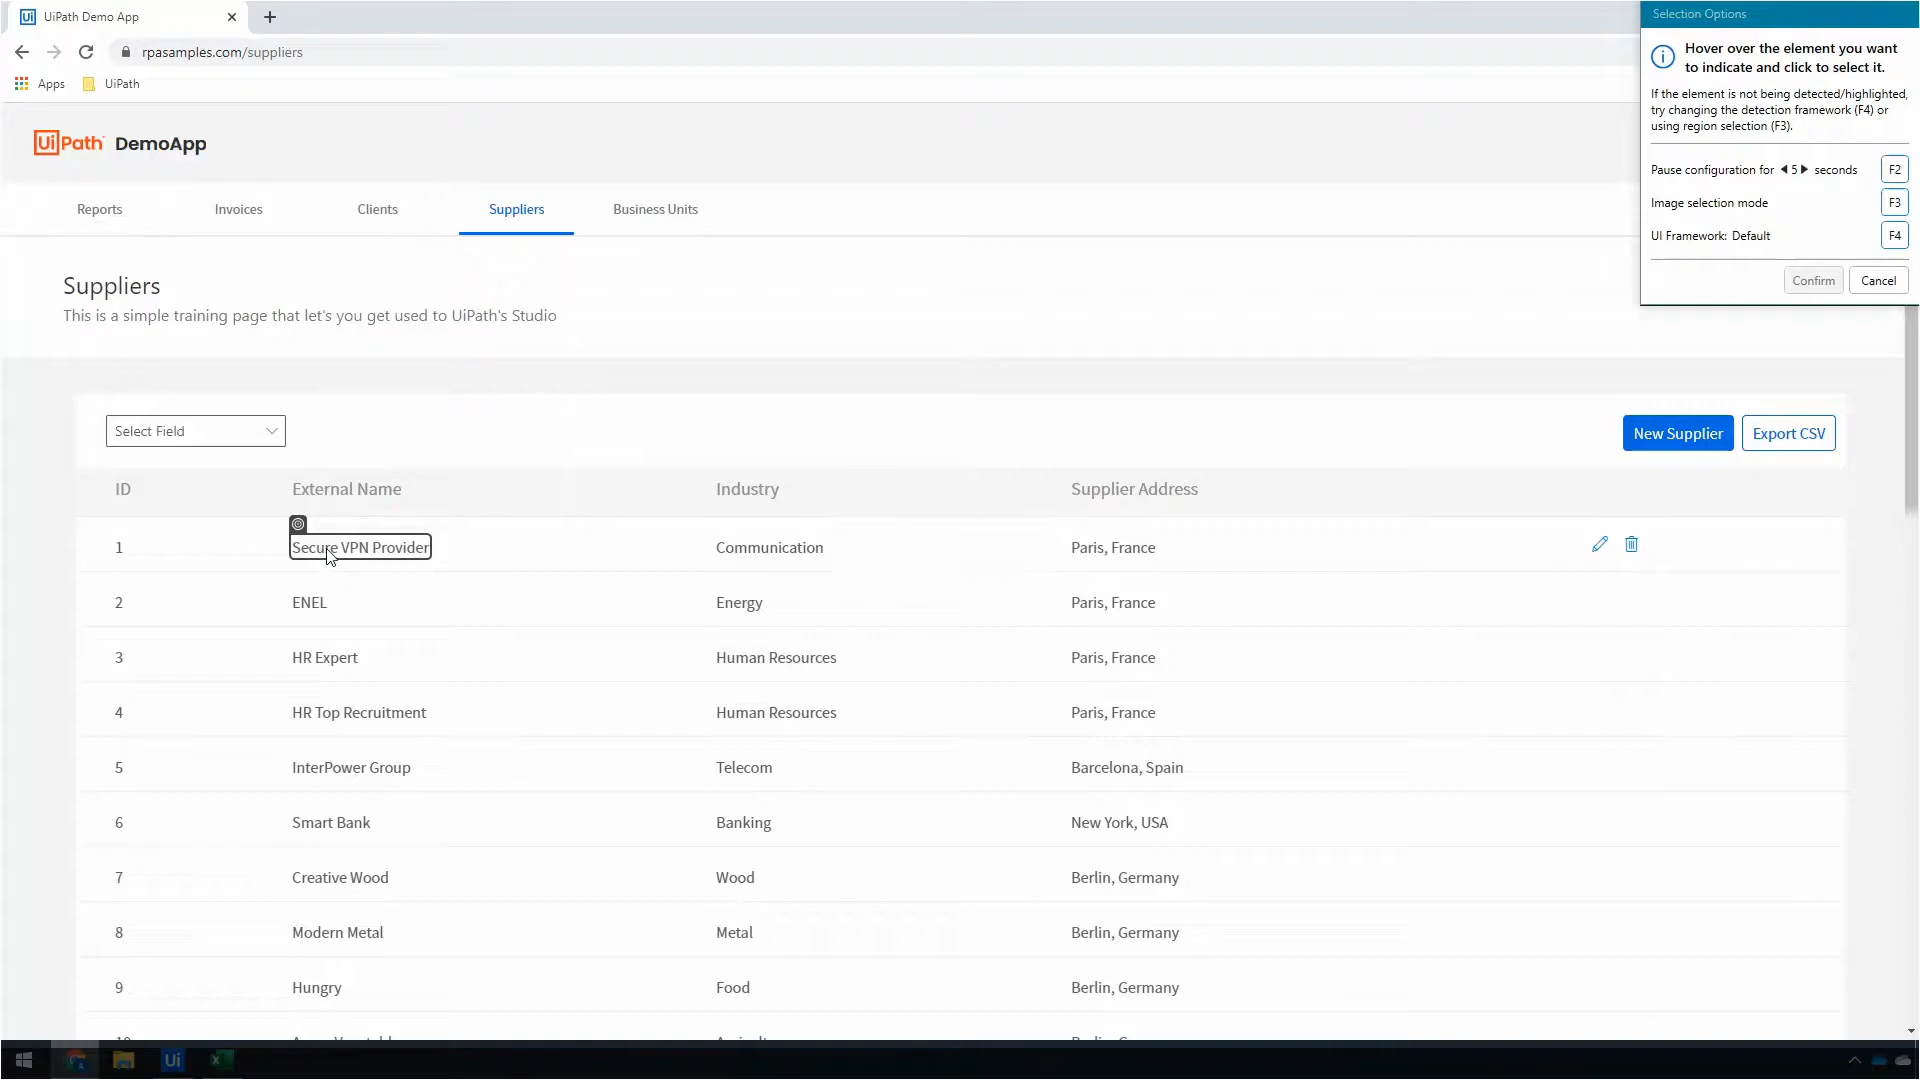 UiPath Demo App
Selection Options
rpasamples.com/suppliers
Apps
UiPath
Hover over the element you want
to indicate and click to select it.
If the element is not being detected/highlighted,
try changing the detection framework (F4) or
using region selection (F3).
Pause configuration for 5 seconds F2
Image selection mode F3
UI Framework: Default F4
Confirm Cancel
UiPath DemoApp
Reports Invoices Clients Suppliers Business Units
Suppliers
This is a simple training page that let's you get used to UiPath's Studio
Select Field
New Supplier Export CSV
ID External Name Industry Supplier Address
1 Secure VPN Provider Communication Paris, France
2 ENEL Energy Paris, France
3 HR Expert Human Resources Paris, France
4 HR Top Recruitment Human Resources Paris, France
5 InterPower Group Telecom Barcelona, Spain
6 Smart Bank Banking New York, USA
7 Creative Wood Wood Berlin, Germany
8 Modern Metal Metal Berlin, Germany
9 Hungry Food Berlin, Germany
Ui